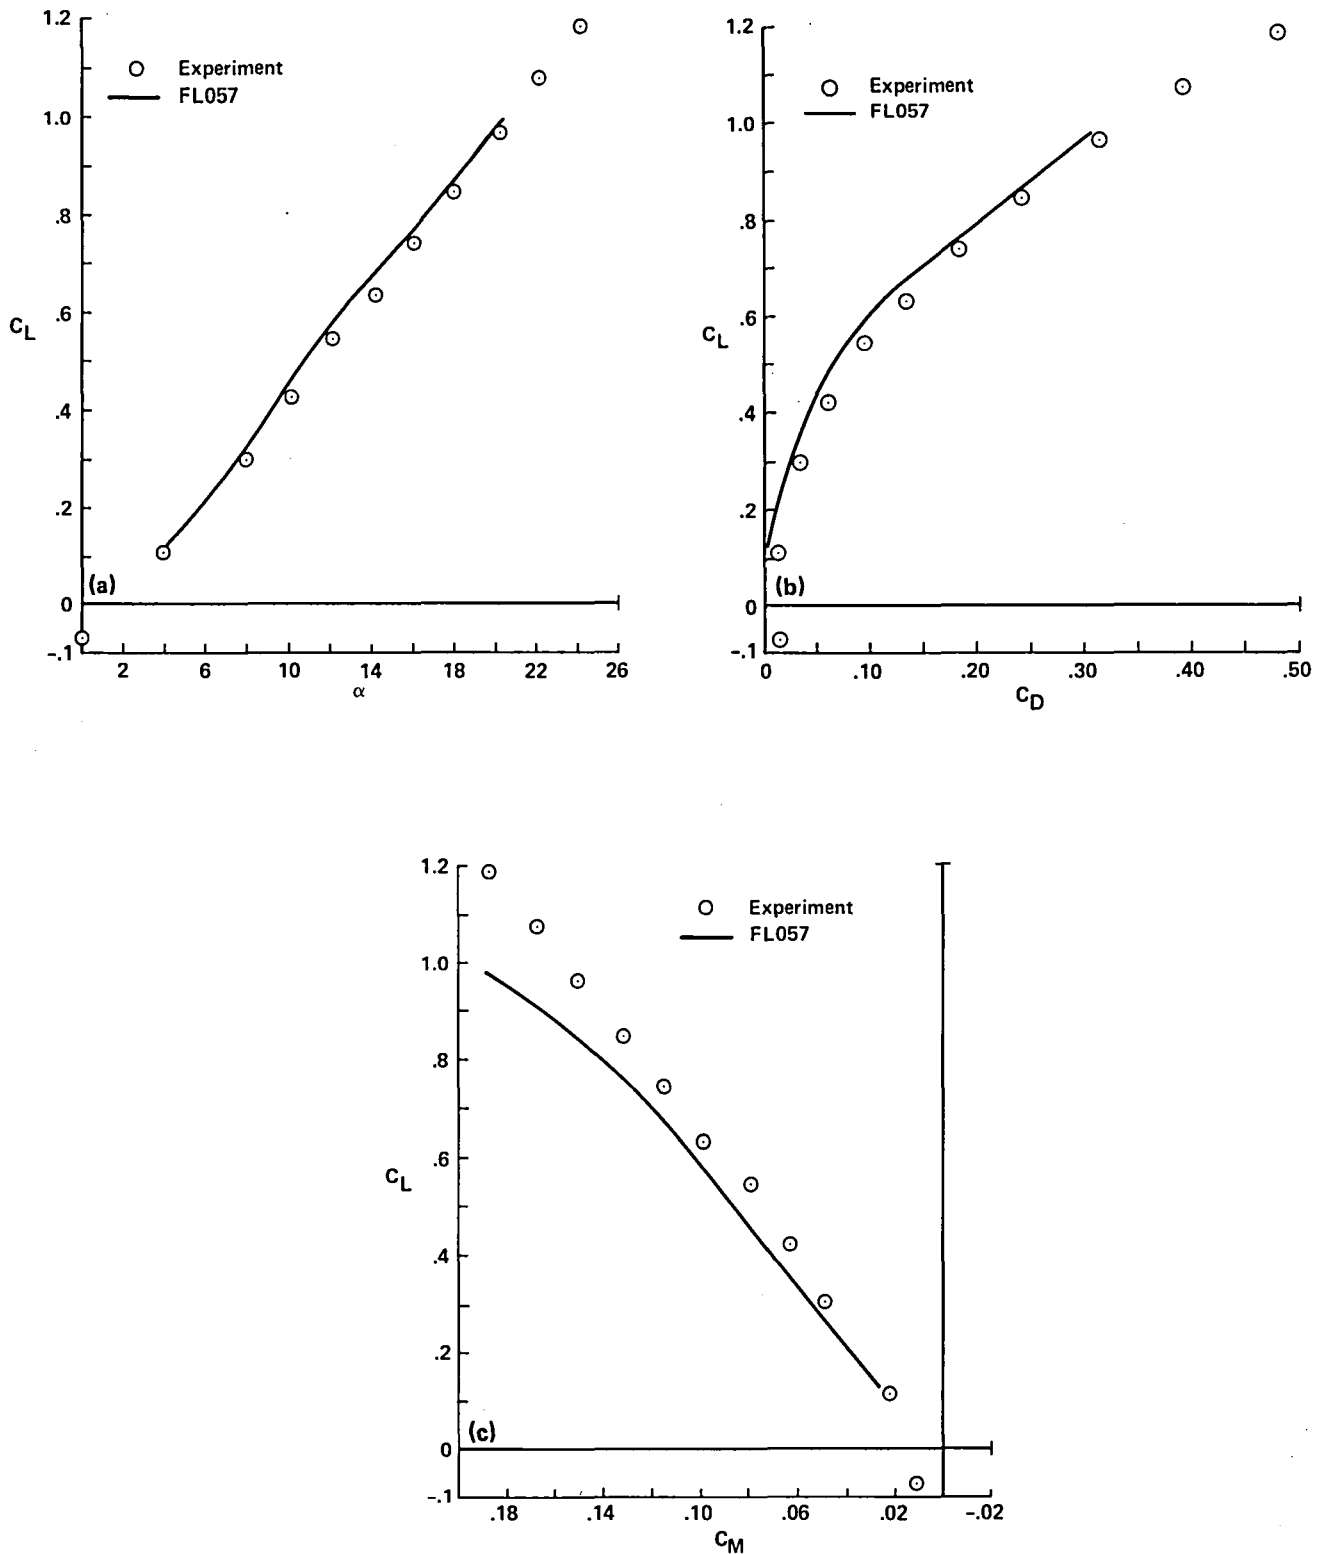 1.2
1.0
.8
.6
.4
.2
0
-.1
C_L
Experiment
FL057
(a)
2 6 10 14 18 22 26
α
1.2
1.0
.8
.6
.4
.2
0
-.1
C_L
Experiment
FL057
(b)
0 .10 .20 .30 .40 .50
C_D
1.2
1.0
.8
.6
.4
.2
0
-.1
C_L
Experiment
FL057
(c)
.18 .14 .10 .06 .02 -.02
C_M